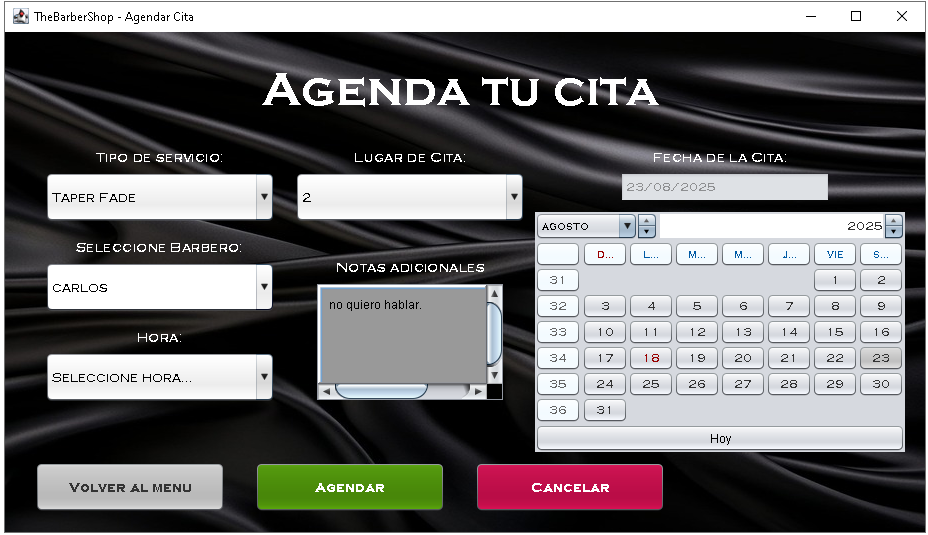 TheBarberShop - Agendar Cita
AGENDA TU CITA
TIPO DE SERVICIO:
LUGAR DE CITA:
FECHA DE LA CITA:
TAPER FADE
2
23/08/2025
SELECCIONE BARBERO:
CARLOS
NOTAS ADICIONALES
no quiero hablar.
HORA:
SELECCIONE HORA...
AGOSTO 2025
D... L... M... M... J... VIE S...
31 1 2
32 3 4 5 6 7 8 9
33 10 11 12 13 14 15 16
34 17 18 19 20 21 22 23
35 24 25 26 27 28 29 30
36 31
Hoy
VOLVER AL MENU
AGENDAR
CANCELAR